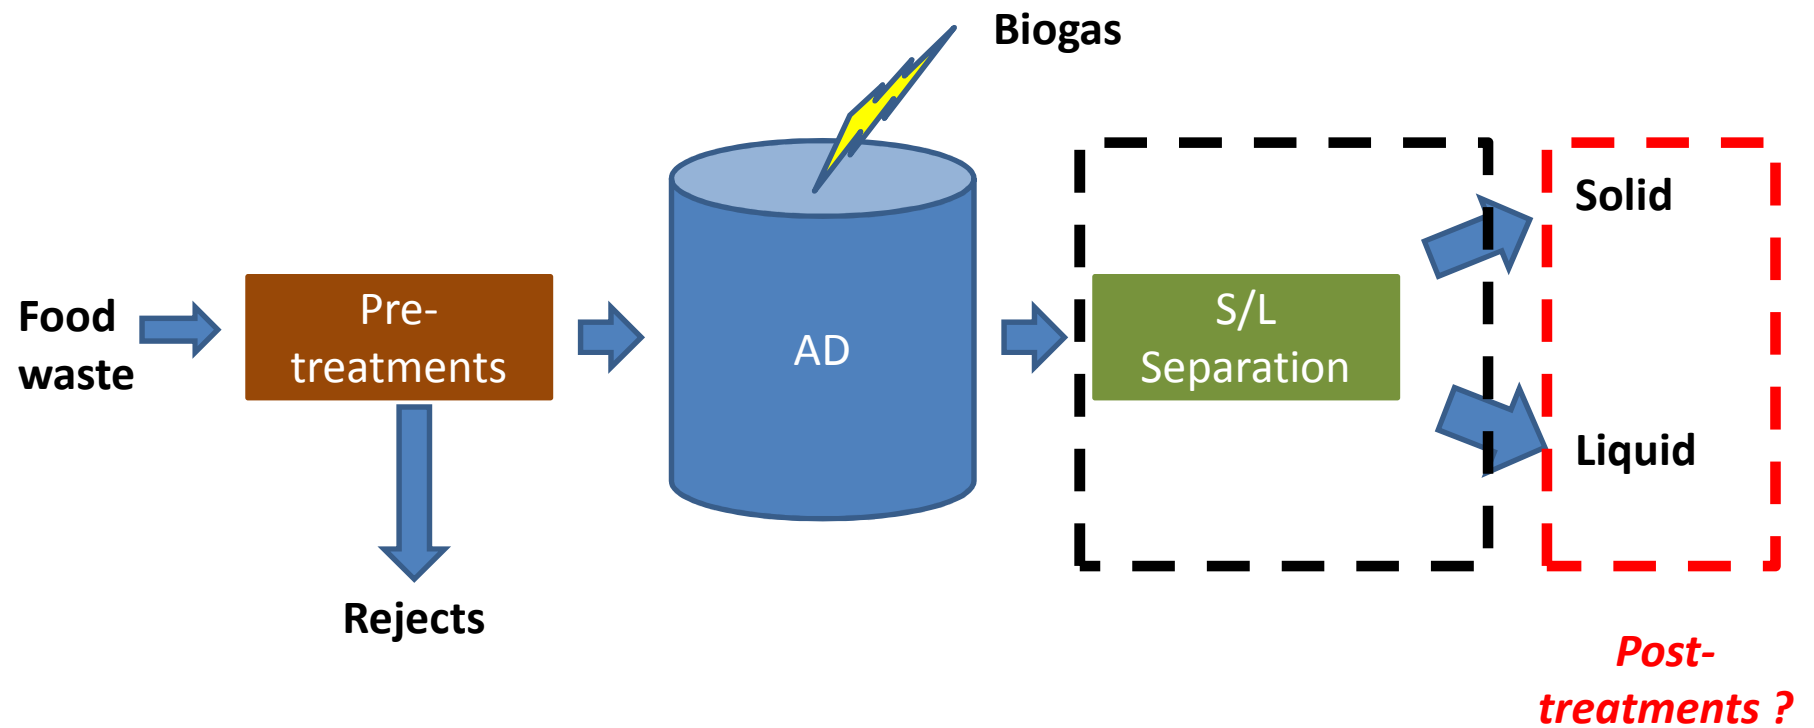 Biogas
Solid
Food
waste
Pre-
treatments
AD
S/L
Separation
Liquid
Rejects
Post-
treatments ?